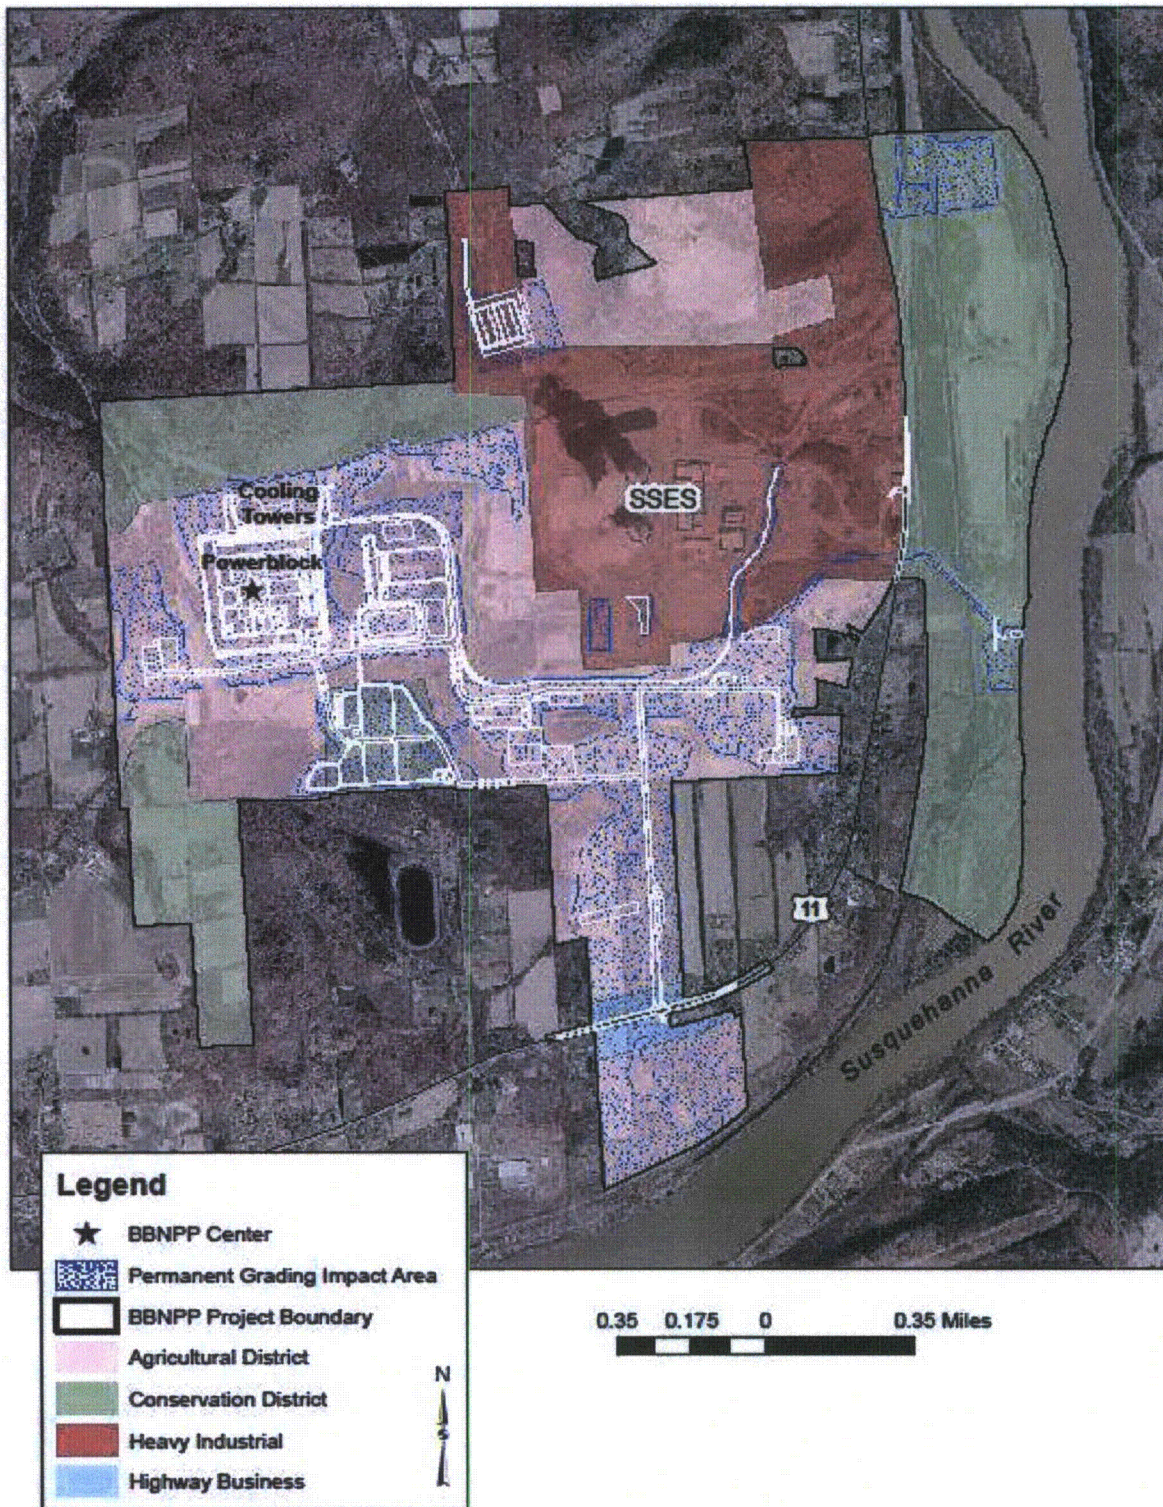 Cooling
Towers
SSES
Powerblock
11
Susquehanna River
Legend
BBNPP Center
Permanent Grading Impact Area
BBNPP Project Boundary
Agricultural District
Conservation District
Heavy Industrial
Highway Business
N
0.35 0.175 0 0.35 Miles